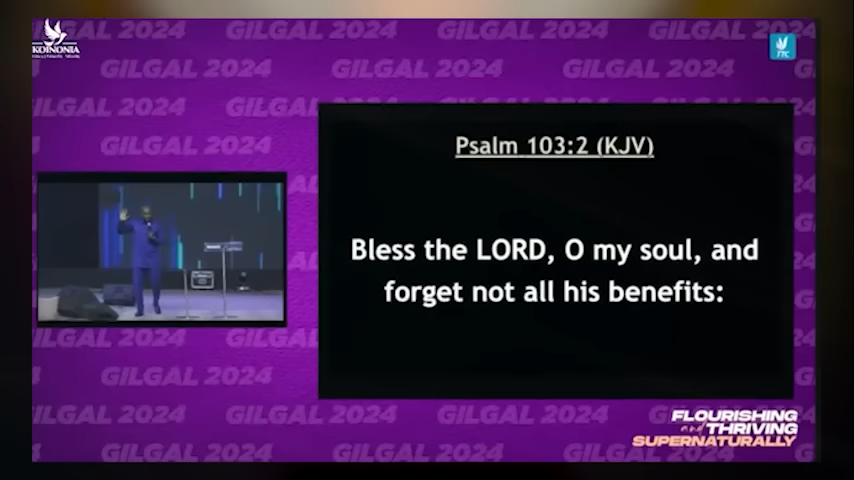 KOINONIA
GILGAL 2024
FTC
Psalm 103:2 (KJV)
Bless the LORD, O my soul, and
forget not all his benefits:
FLOURISHING
and THRIVING
SUPERNATURALLY